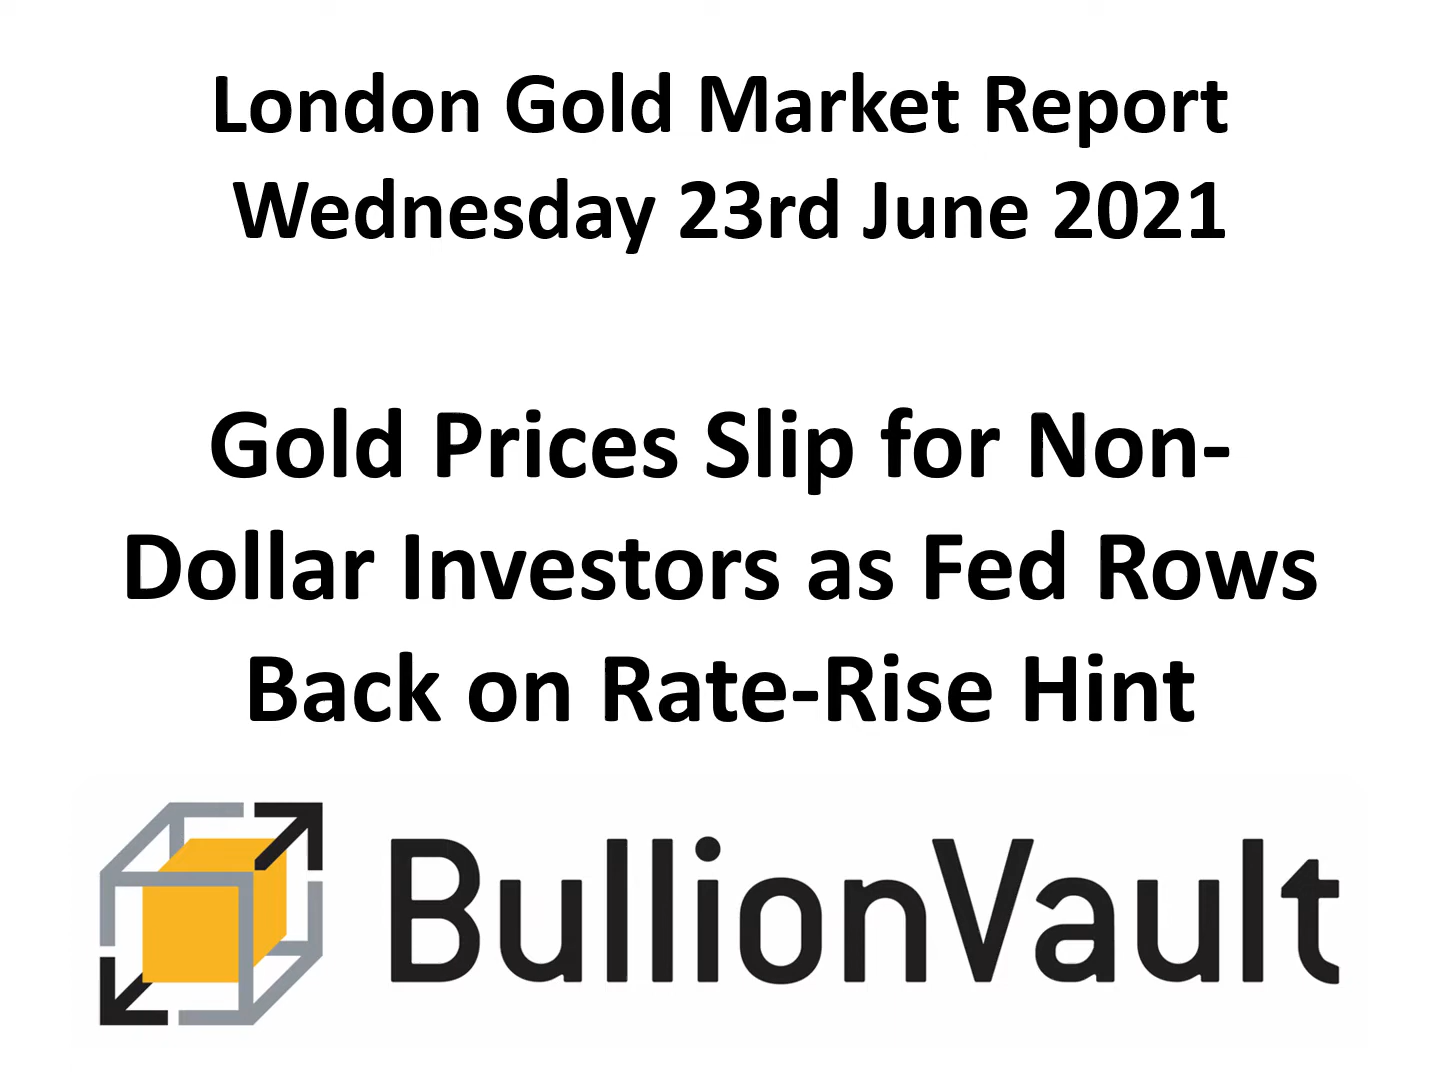 London Gold Market Report
Wednesday 23rd June 2021
Gold Prices Slip for Non-
Dollar Investors as Fed Rows
Back on Rate-Rise Hint
BullionVault